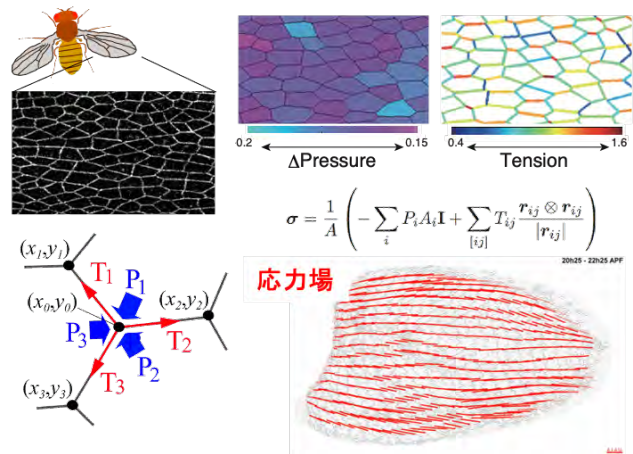 0.2
0.15
ΔPressure
0.4
1.6
Tension
σ = 1/A ( − ∑_i P_i A_i I + ∑_[ij] T_ij r_ij ⊗ r_ij / |r_ij| )
(x₁,y₁)
T₁
P₁
(x₀,y₀)
(x₂,y₂)
P₃
T₂
P₂
T₃
(x₃,y₃)
応力場
20h25 - 22h25 APF